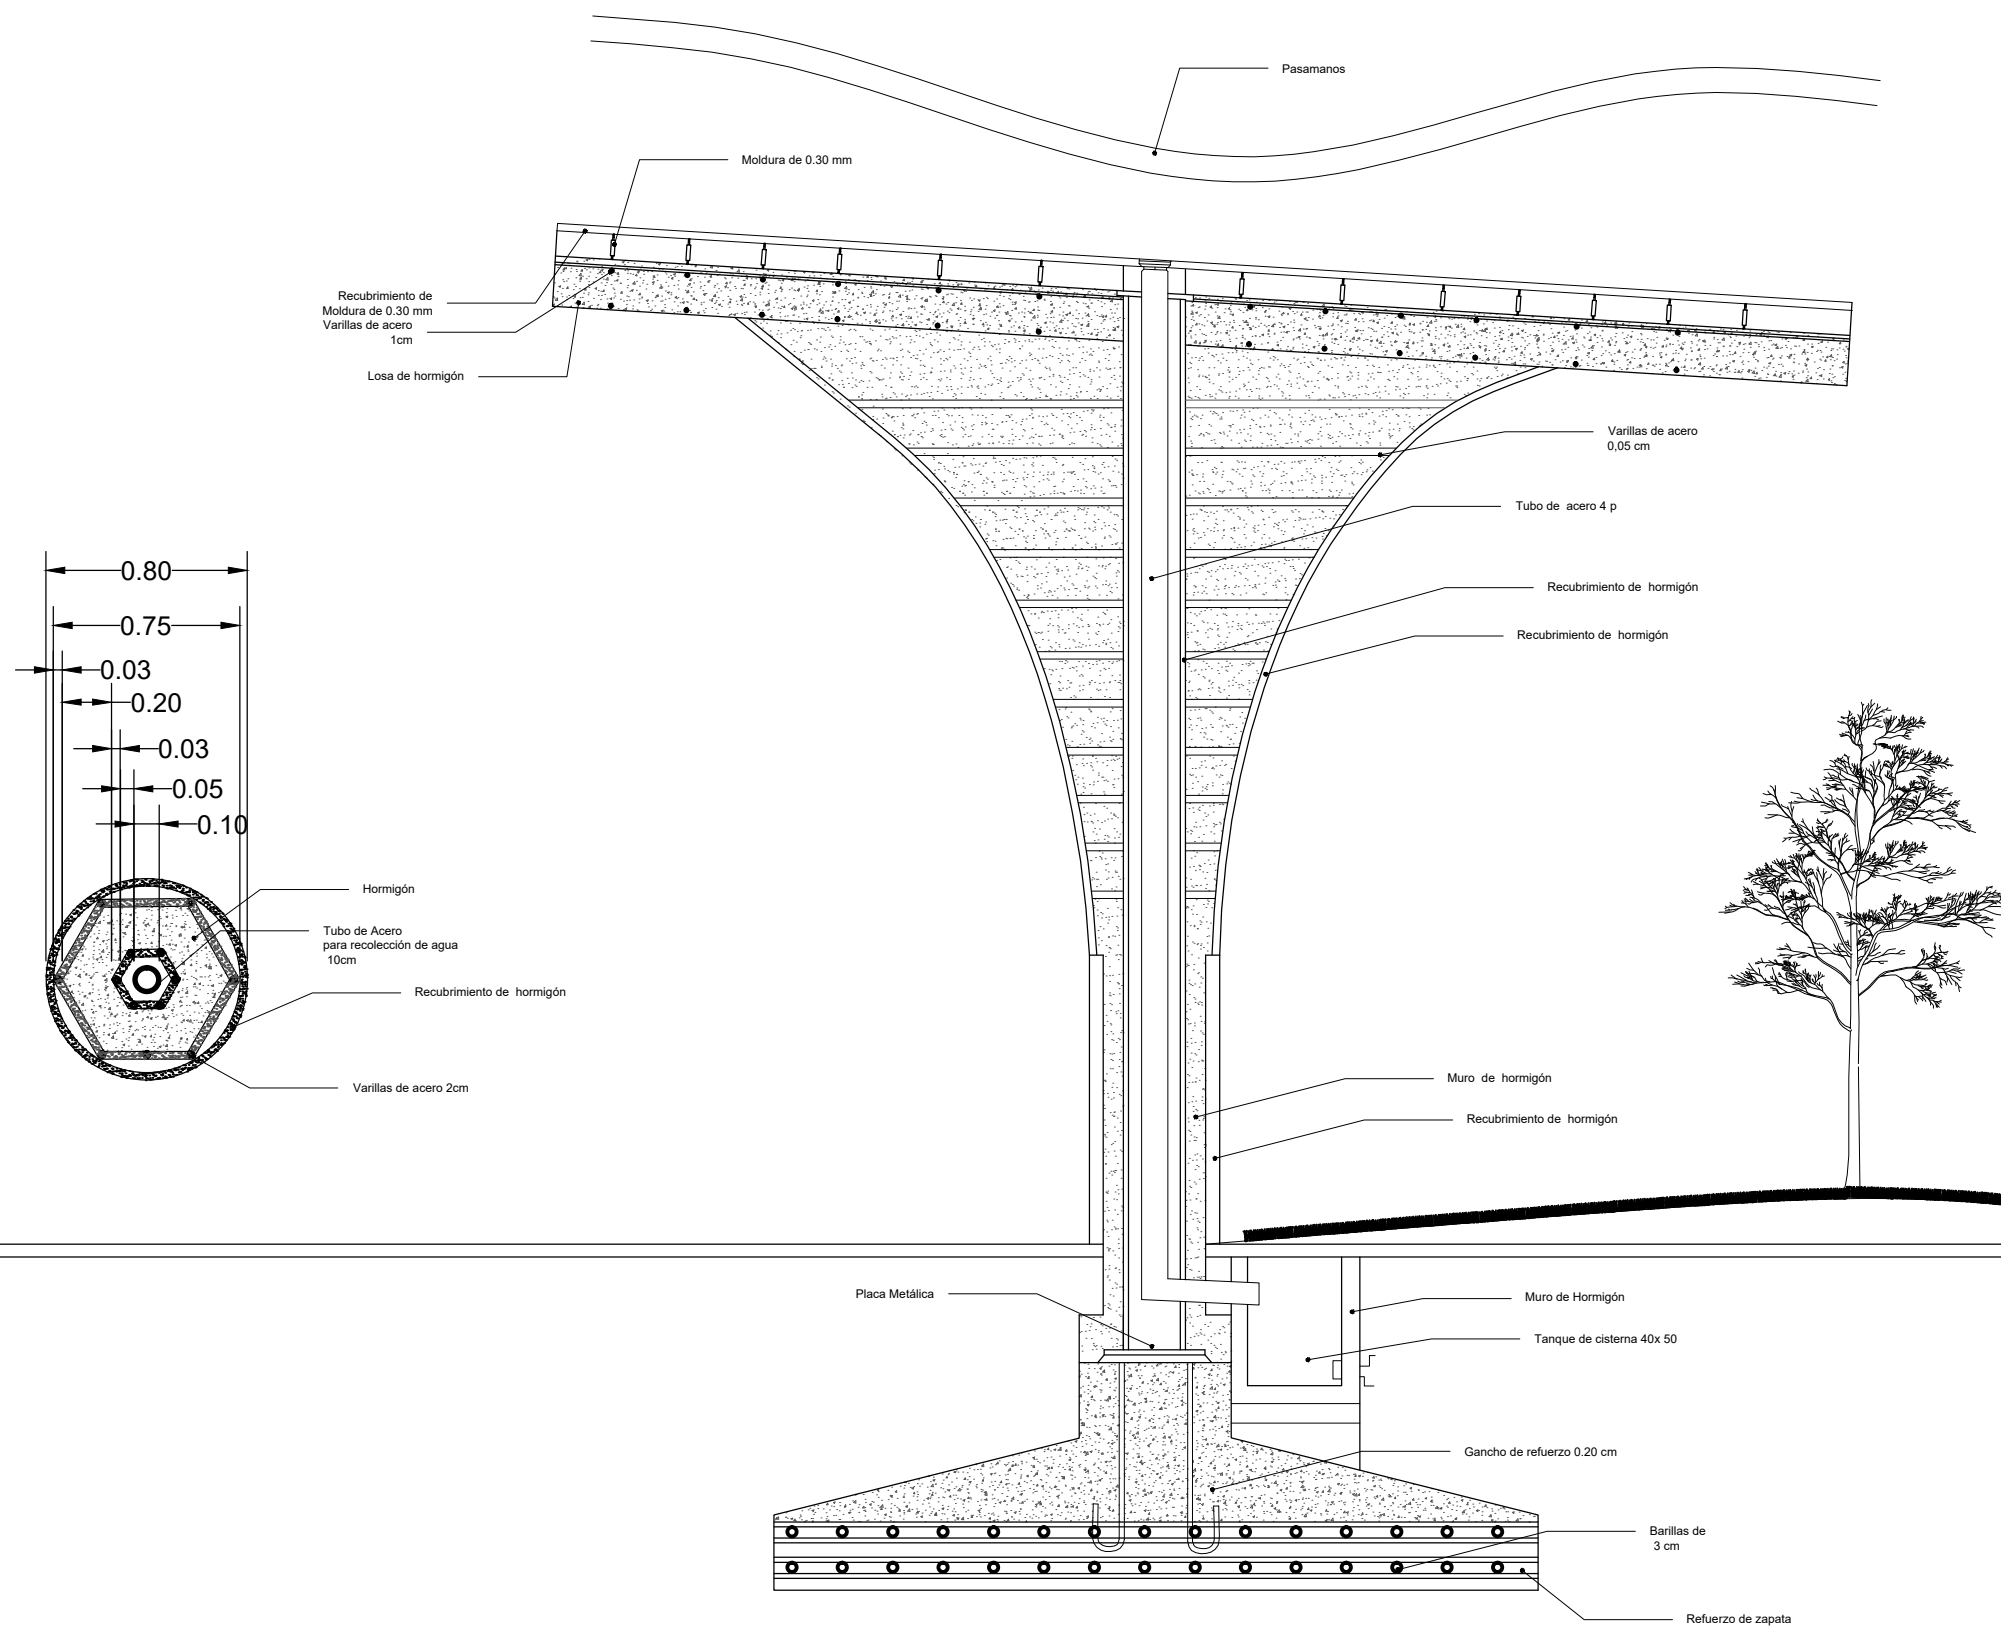 Pasamanos
Moldura de 0.30 mm
Recubrimiento de
Moldura de 0.30 mm
Varillas de acero
1cm
Losa de hormigón
Varillas de acero
0,05 cm
Tubo de acero 4 p
Recubrimiento de hormigón
Recubrimiento de hormigón
0.80
0.75
0.03
0.20
0.03
0.05
0.10
Hormigón
Tubo de Acero
para recolección de agua
10cm
Recubrimiento de hormigón
Varillas de acero 2cm
Muro de hormigón
Recubrimiento de hormigón
Placa Metálica
Muro de Hormigón
Tanque de cisterna 40x 50
Gancho de refuerzo 0.20 cm
Barillas de
3 cm
Refuerzo de zapata